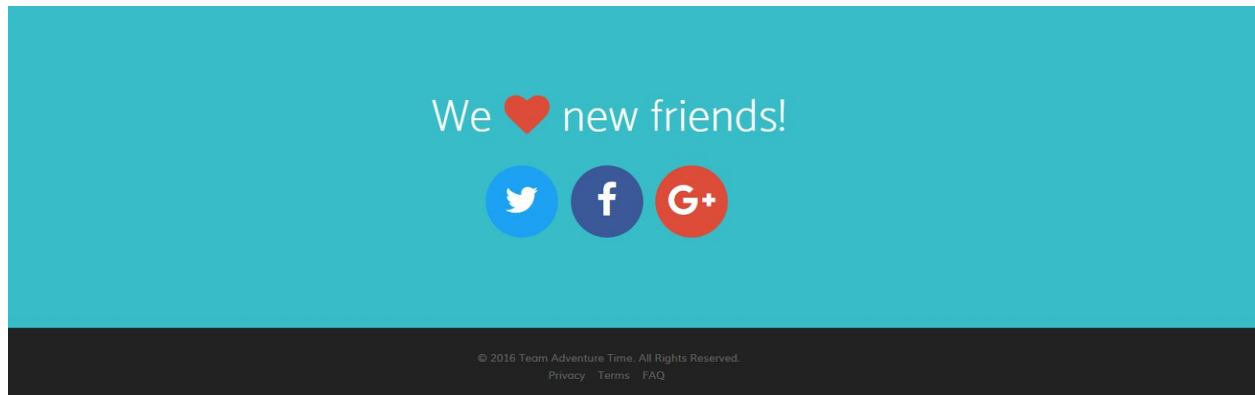 We ❤ new friends!
f G+
© 2016 Team Adventure Time. All Rights Reserved.
Privacy Terms FAQ